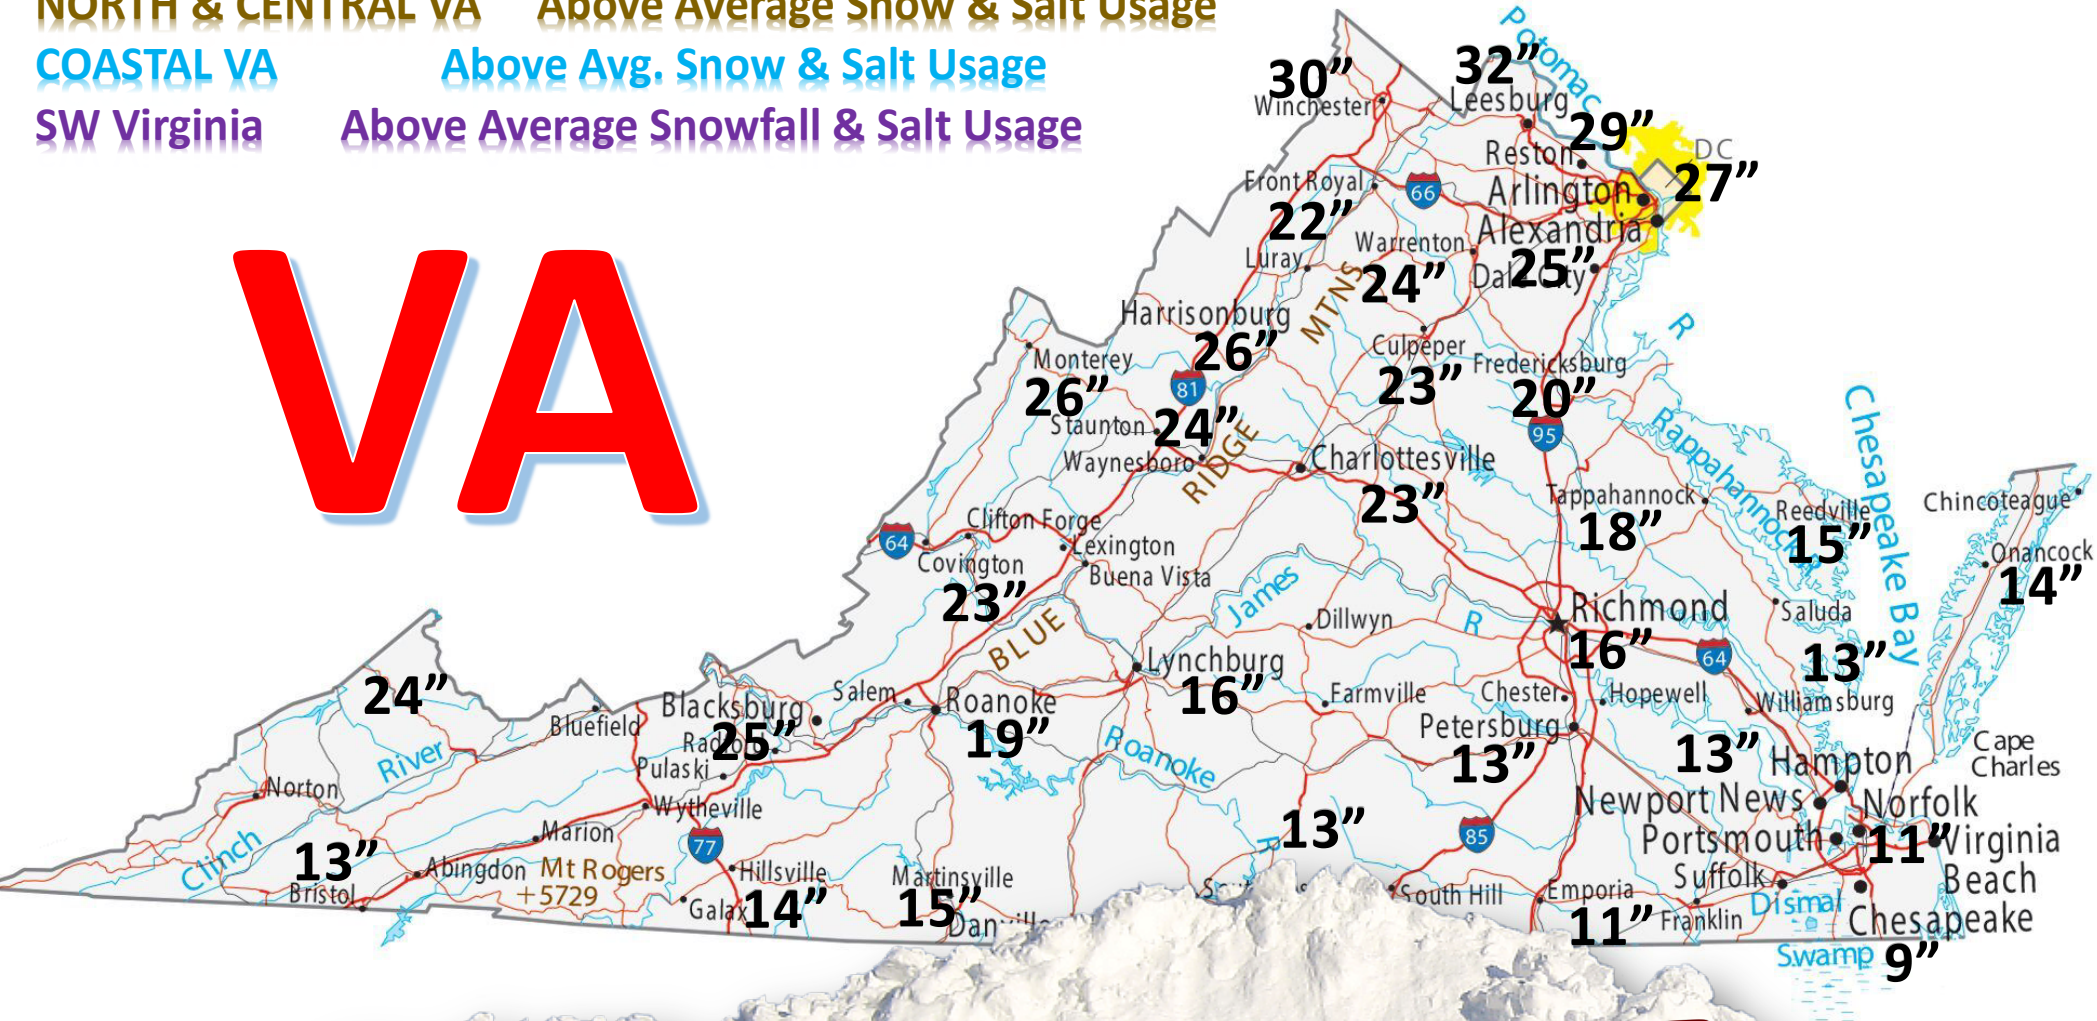 NORTH & CENTRAL VA Above Average Snow & Salt Usage
COASTAL VA Above Avg. Snow & Salt Usage
SW Virginia Above Average Snowfall & Salt Usage
VA
Potomac
30”
32”
Winchester
Leesburg
29”
DC
Reston
27”
Front Royal
66
Arlington
22”
Alexandria
Warrenton
Luray
24”
25”
Dale City
MTNS
R
Harrisonburg
26”
Culpeper
Monterey
Fredericksburg
26”
81
23”
20”
Staunton
24”
95
Rappahannock
Chesapeake Bay
Waynesboro
RIDGE
Charlottesville
23”
Tappahannock
Reedville
Chincoteague
18”
15”
Clifton Forge
64
Lexington
Onancock
Covington
Buena Vista
14”
23”
James
R
Dillwyn
Richmond
Saluda
BLUE
16”
64
13”
Lynchburg
24”
16”
Salem
Roanoke
Farmville
Chester
Hopewell
Williamsburg
Blacksburg
Bluefield
19”
Petersburg
25”
Roanoke
13”
13”
Hampton
Cape
Charles
River
Pulaski
Norton
Wytheville
Newport News
Norfolk
Marion
77
13”
85
Portsmouth
11”
Virginia
Beach
Clinch
13”
Abingdon
Mt Rogers
+5729
Hillsville
Martinsville
R
Suffolk
Bristol
Galax
14”
15”
South Hill
Emporia
11”
Franklin
Dismal
Swamp
Chesapeake
9”